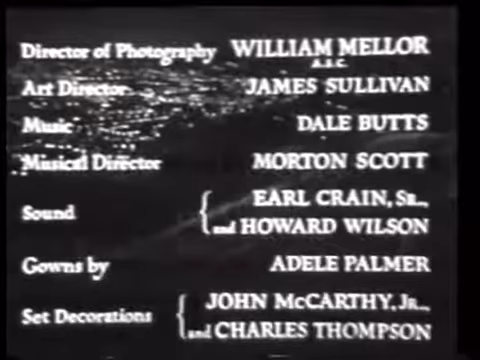 Director of Photography WILLIAM MELLOR
A.S.C.
Art Director JAMES SULLIVAN
Music DALE BUTTS
Musical Director MORTON SCOTT
Sound EARL CRAIN, SR.,
and HOWARD WILSON
Gowns by ADELE PALMER
Set Decorations JOHN McCARTHY, JR.,
and CHARLES THOMPSON